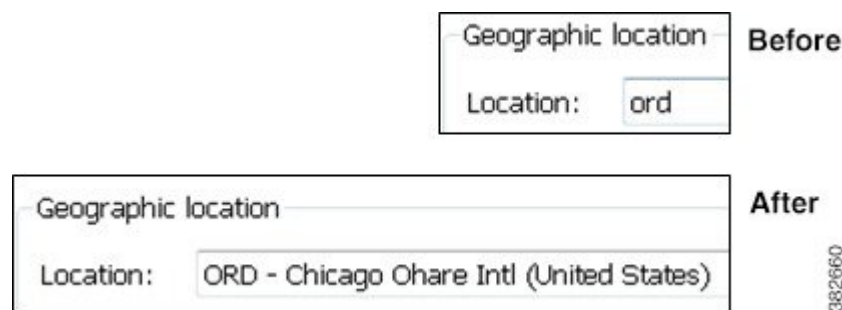 Geographic location
Before
Location: ord
Geographic location
After
Location: ORD - Chicago Ohare Intl (United States)
382660